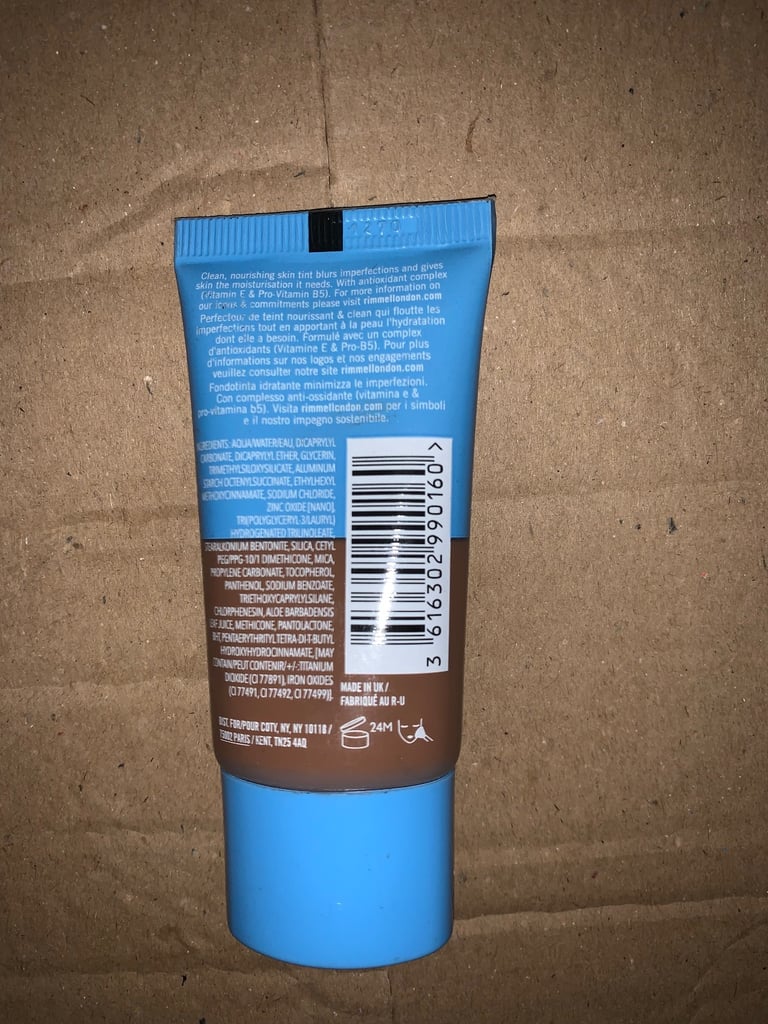 Clean, nourishing skin tint blurs imperfections and gives
skin the moisturisation it needs. With antioxidant complex
(Vitamin E & Pro-Vitamin B5). For more information on
our logos & commitments please visit rimmellondon.com
Perfecteur de teint nourissant & clean qui floutte les
imperfections tout en apportant à la peau l'hydratation
dont elle a besoin. Formulé avec un complex
d'antioxidants (Vitamine E & Pro-B5). Pour plus
d'informations sur nos logos et nos engagements
veuillez consulter notre site rimmellondon.com
Fondotinta idratante minimizza le imperfezioni.
Con complesso anti-ossidante (vitamina e &
pro-vitamina b5). Visita rimmellondon.com per i simboli
e il nostro impegno sostenibile.
INGREDIENTS: AQUA/WATER/EAU, DICAPRYLYL
CARBONATE, DICAPRYLYL ETHER, GLYCERIN,
TRIMETHYLSILOXYSILICATE, ALUMINUM
STARCH OCTENYLSUCCINATE, ETHYLHEXYL
METHOXYCINNAMATE, SODIUM CHLORIDE,
ZINC OXIDE [NANO],
TRI(POLYGLYCERYL-3/LAURYL)
HYDROGENATED TRILINOLEATE,
STEARALKONIUM BENTONITE, SILICA, CETYL
PEG/PPG-10/1 DIMETHICONE, MICA,
PROPYLENE CARBONATE, TOCOPHEROL,
PANTHENOL, SODIUM BENZOATE,
TRIETHOXYCAPRYLYLSILANE,
CHLORPHENESIN, ALOE BARBADENSIS
LEAF JUICE, METHICONE, PANTOLACTONE,
BHT, PENTAERYTHRITYL TETRA-DI-T-BUTYL
HYDROXYHYDROCINNAMATE, [MAY
CONTAIN/PEUT CONTENIR/+/-:TITANIUM
DIOXIDE (CI 77891), IRON OXIDES
(CI 77491, CI 77492, CI 77499)].
3 616302 990160 >
MADE IN UK /
FABRIQUÉ AU R-U
DIST. FOR/POUR COTY, NY, NY 10118 /
75002 PARIS / KENT, TN25 4AQ
24M